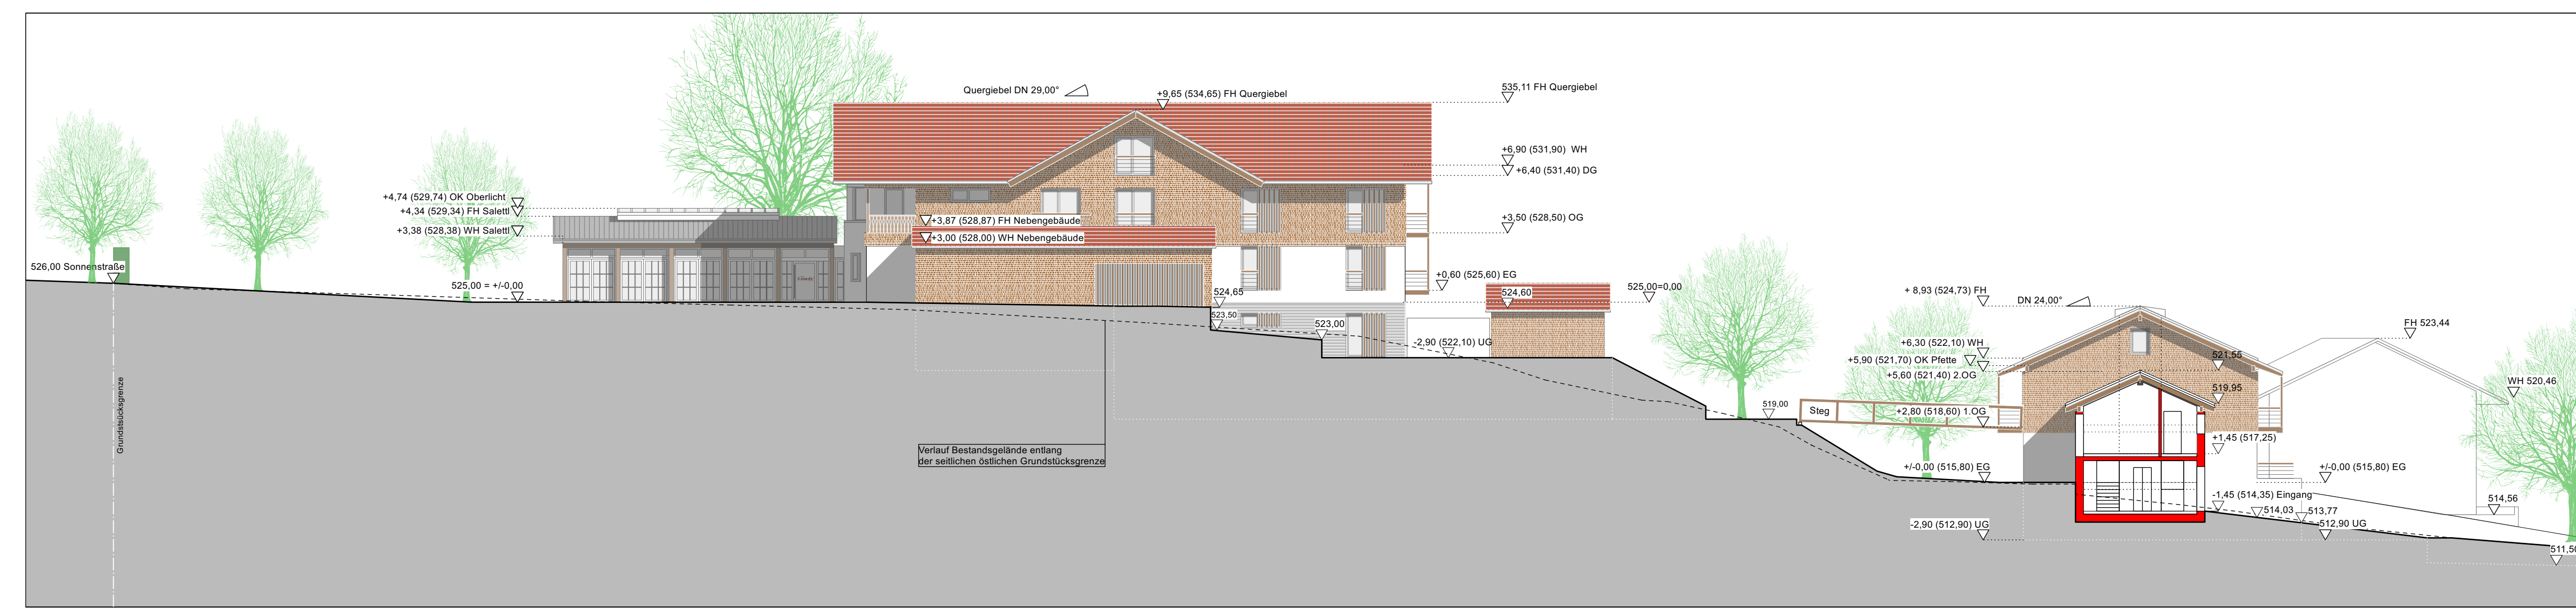 526,00 Sonnenstraße
Grundstsücksgrenze
+4,74 (529,74) OK Oberlicht
+4,34 (529,34) FH Salettl
+3,38 (528,38) WH Salettl
525,00 = +/-0,00
Quergiebel DN 29,00°
+9,65 (534,65) FH Quergiebel
535,11 FH Quergiebel
+6,90 (531,90) WH
+6,40 (531,40) DG
+3,50 (528,50) OG
+3,87 (528,87) FH Nebengebäude
+3,00 (528,00) WH Nebengebäude
+0,60 (525,60) EG
524,65
523,50
523,00
-2,90 (522,10) UG
524,60
525,00=0,00
Verlauf Bestandsgelände entlang
der seitlichen östlichen Grundstücksgrenze
519,00
Steg
+ 8,93 (524,73) FH
DN 24,00°
+6,30 (522,10) WH
+5,90 (521,70) OK Pfette
+5,60 (521,40) 2.OG
+2,80 (518,60) 1.OG
+/-0,00 (515,80) EG
-2,90 (512,90) UG
521,55
519,95
+1,45 (517,25)
-1,45 (514,35) Eingang
514,03
513,77
512,90 UG
+/-0,00 (515,80) EG
FH 523,44
WH 520,46
514,56
511,50